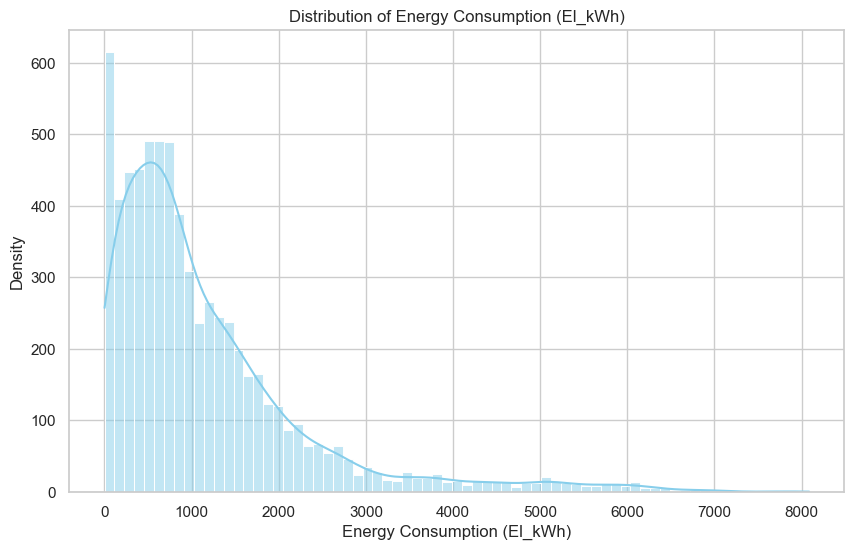 Distribution of Energy Consumption (El_kWh)
Density
600
500
400
300
200
100
0
0 1000 2000 3000 4000 5000 6000 7000 8000
Energy Consumption (El_kWh)